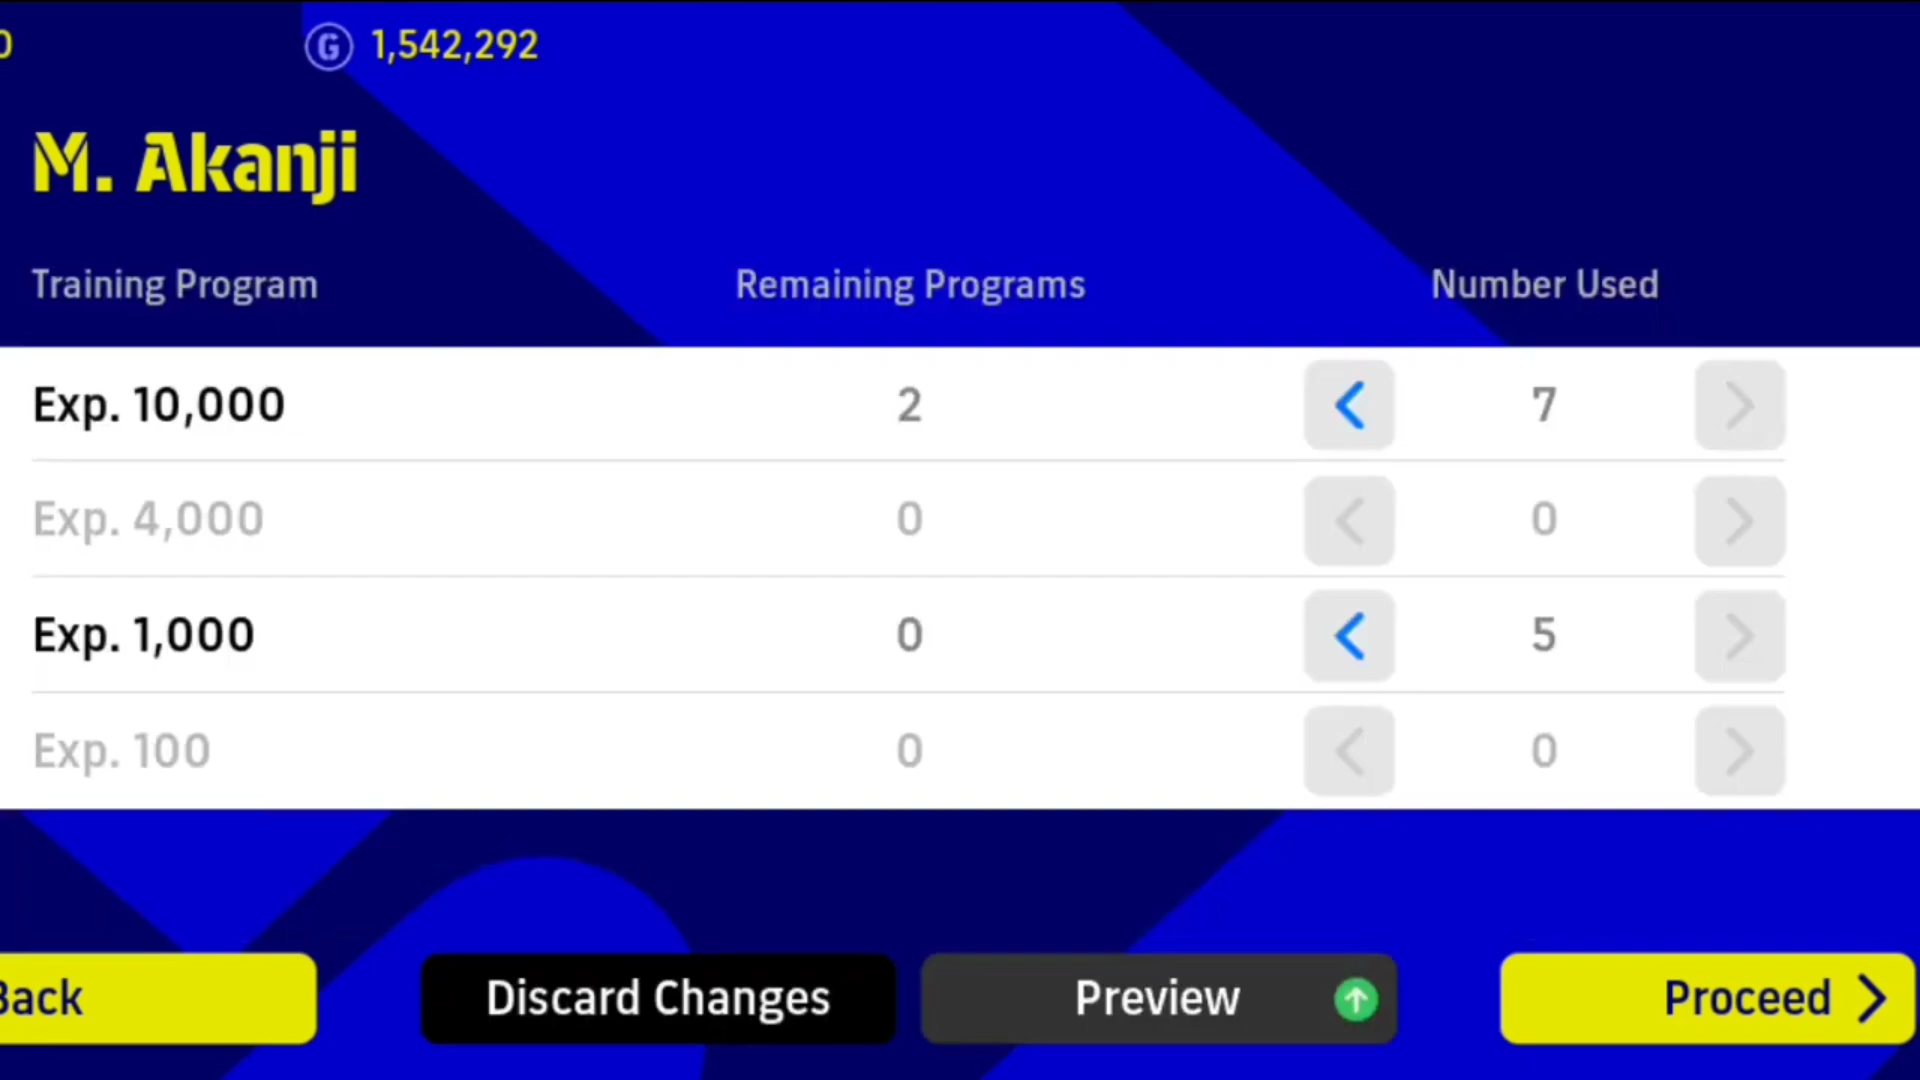 0 G 1,542,292
M. Akanji
Training Program Remaining Programs Number Used
Exp. 10,000 2 7
Exp. 4,000 0 0
Exp. 1,000 0 5
Exp. 100 0 0
Back Discard Changes Preview Proceed